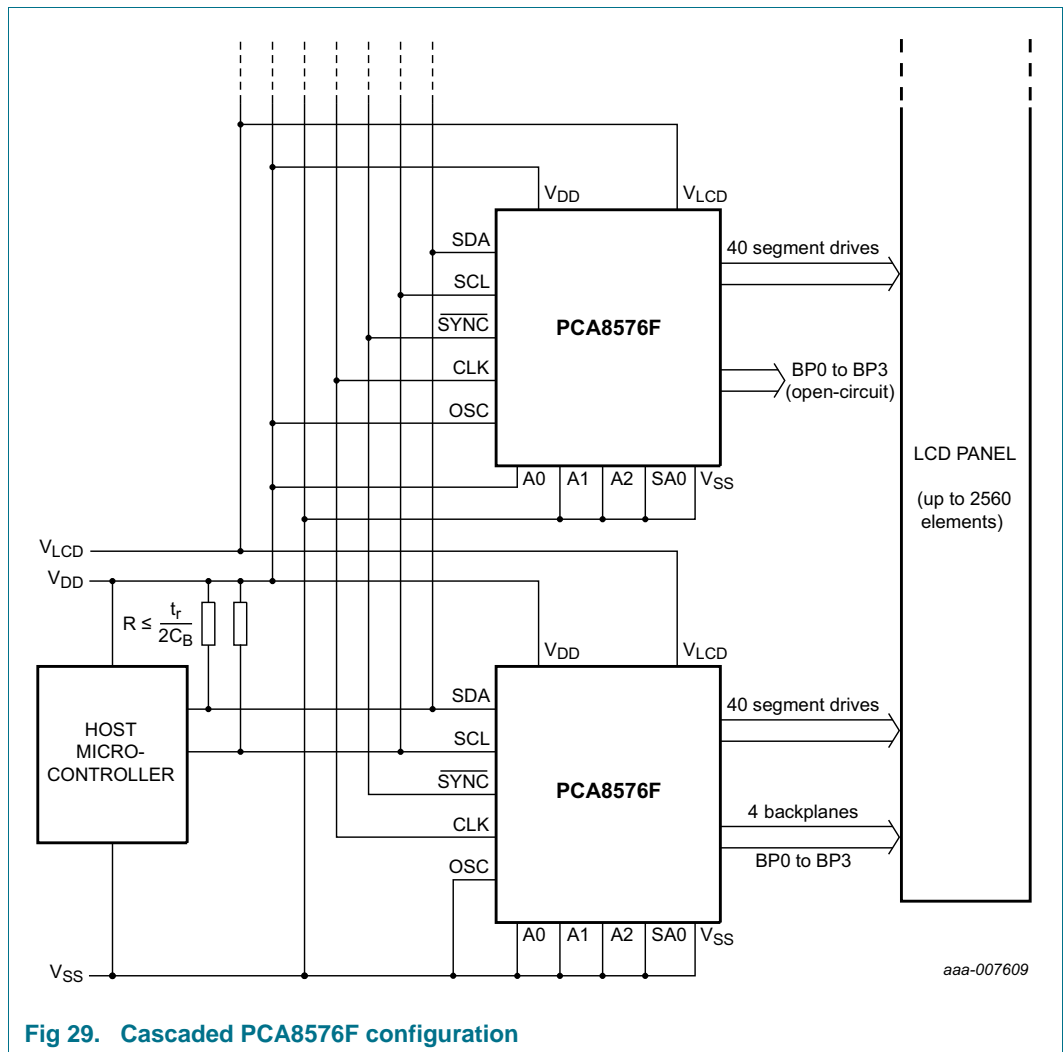 VDD
VLCD
SDA
40 segment drives
SCL
SYNC
PCA8576F
CLK
BP0 to BP3
(open-circuit)
OSC
LCD PANEL
(up to 2560
elements)
A0 A1 A2 SA0 VSS
VLCD
VDD
R ≤ tr
2CB
VDD
VLCD
SDA
40 segment drives
HOST
MICRO-
CONTROLLER
SCL
SYNC
PCA8576F
CLK
4 backplanes
BP0 to BP3
OSC
A0 A1 A2 SA0 VSS
VSS
aaa-007609
Fig 29. Cascaded PCA8576F configuration